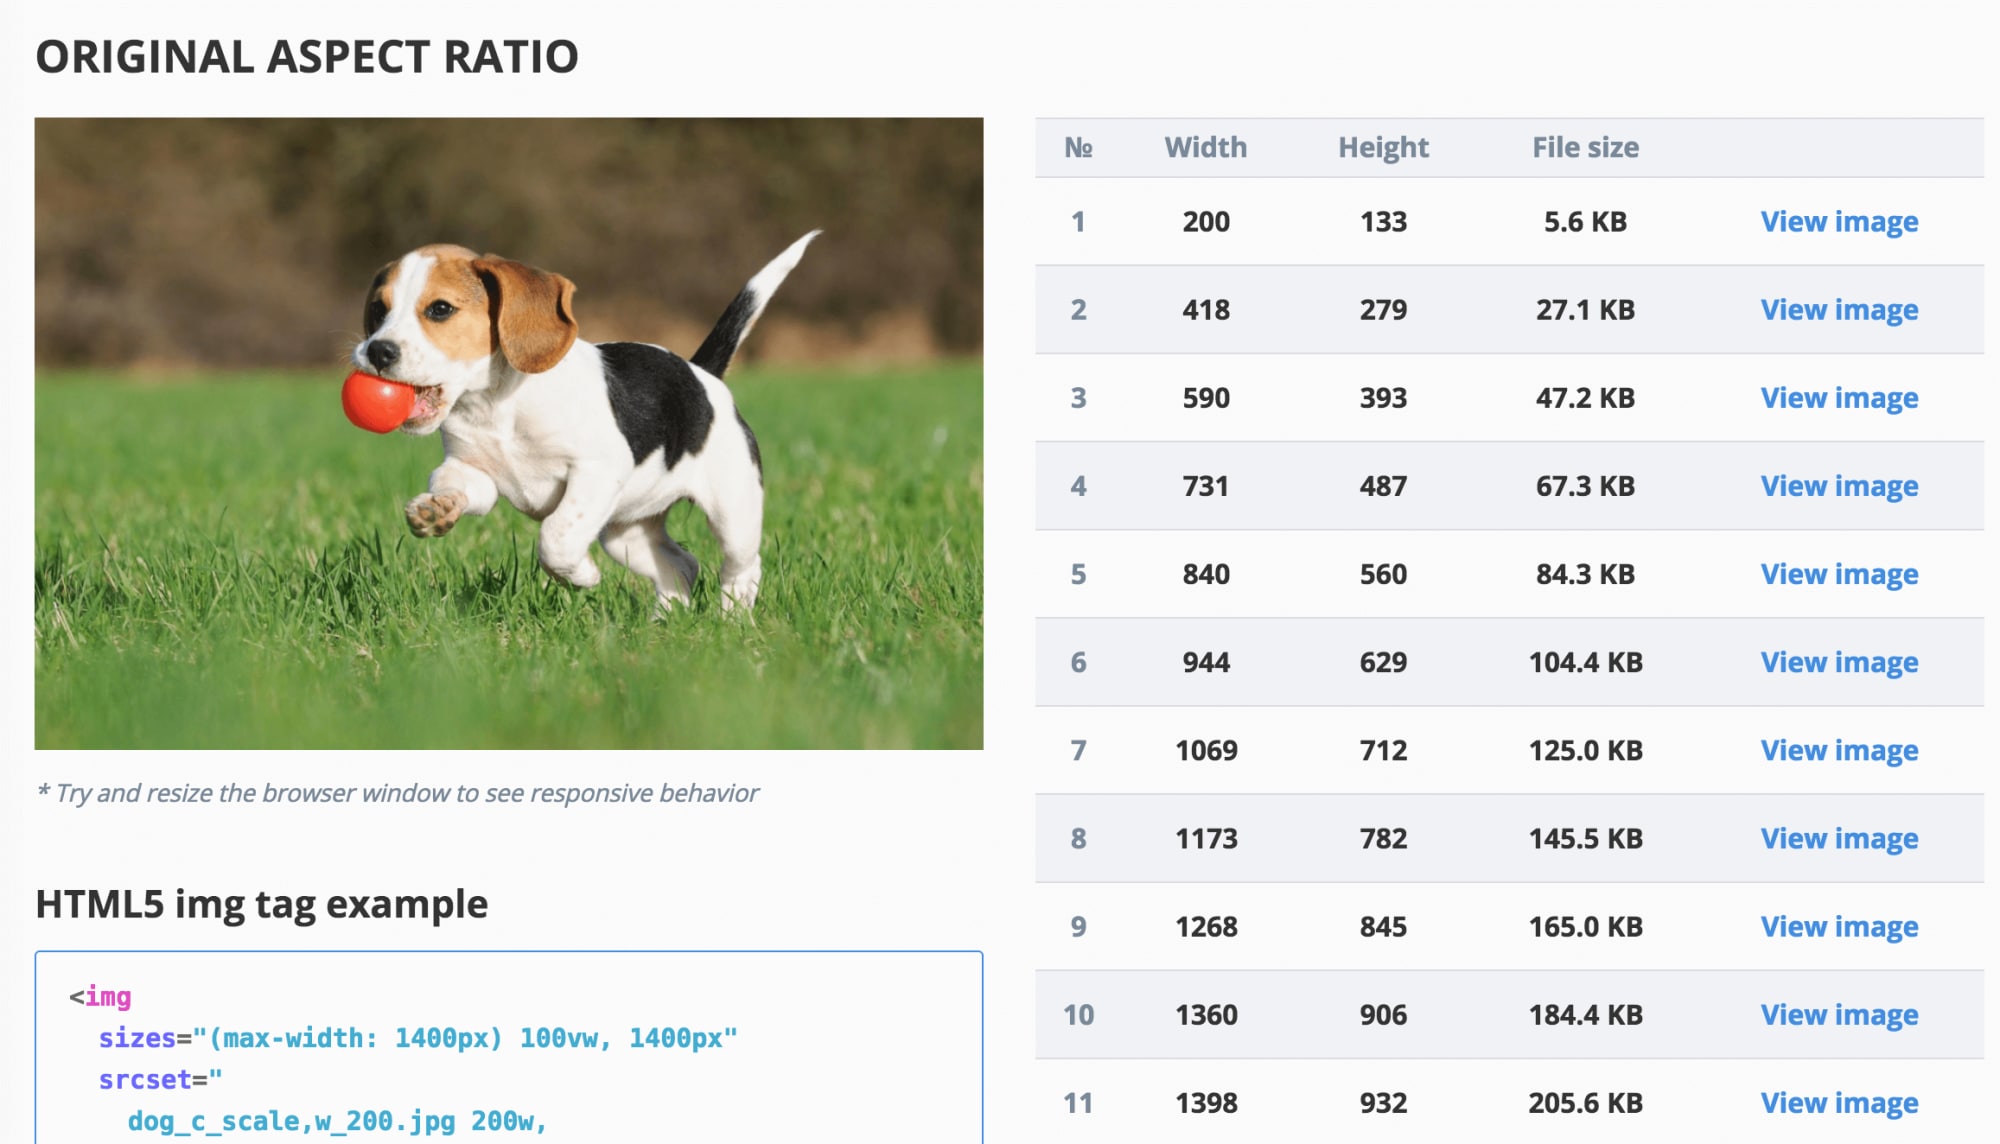 ORIGINAL ASPECT RATIO
* Try and resize the browser window to see responsive behavior
HTML5 img tag example
<img
sizes="(max-width: 1400px) 100vw, 1400px"
srcset="
dog_c_scale,w_200.jpg 200w,
№ Width Height File size
1 200 133 5.6 KB View image
2 418 279 27.1 KB View image
3 590 393 47.2 KB View image
4 731 487 67.3 KB View image
5 840 560 84.3 KB View image
6 944 629 104.4 KB View image
7 1069 712 125.0 KB View image
8 1173 782 145.5 KB View image
9 1268 845 165.0 KB View image
10 1360 906 184.4 KB View image
11 1398 932 205.6 KB View image